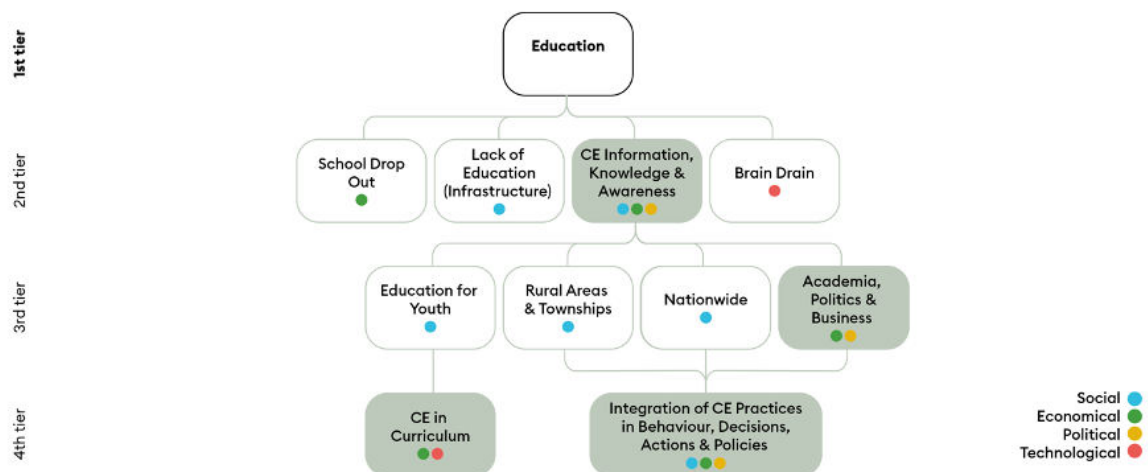 1st tier
Education
2nd tier
School Drop
Out
Lack of
Education
(Infrastructure)
CE Information,
Knowledge &
Awareness
Brain Drain
3rd tier
Education for
Youth
Rural Areas
& Townships
Nationwide
Academia,
Politics &
Business
4th tier
CE in
Curriculum
Integration of CE Practices
in Behaviour, Decisions,
Actions & Policies
Social
Economical
Political
Technological